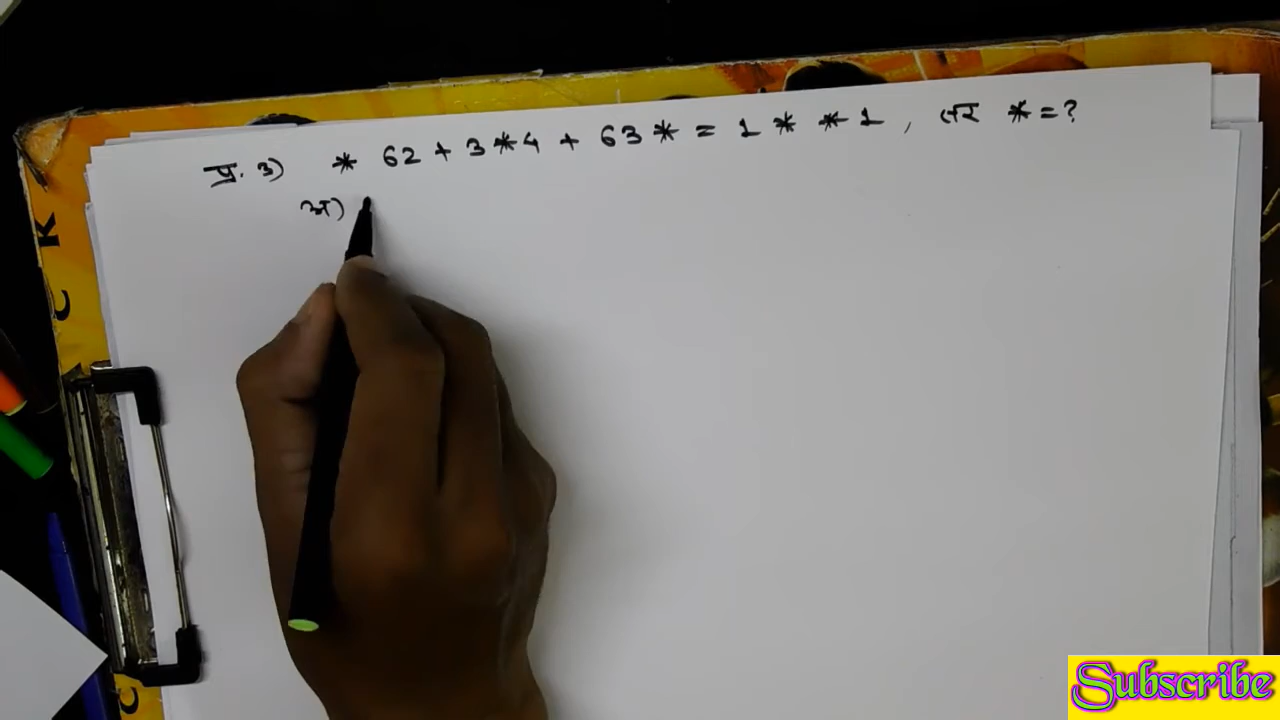 प्र. 3) * 62 + 3*4 + 63* = 1 * * 1 , तर * = ?
अ)
C K
C
C
Subscribe